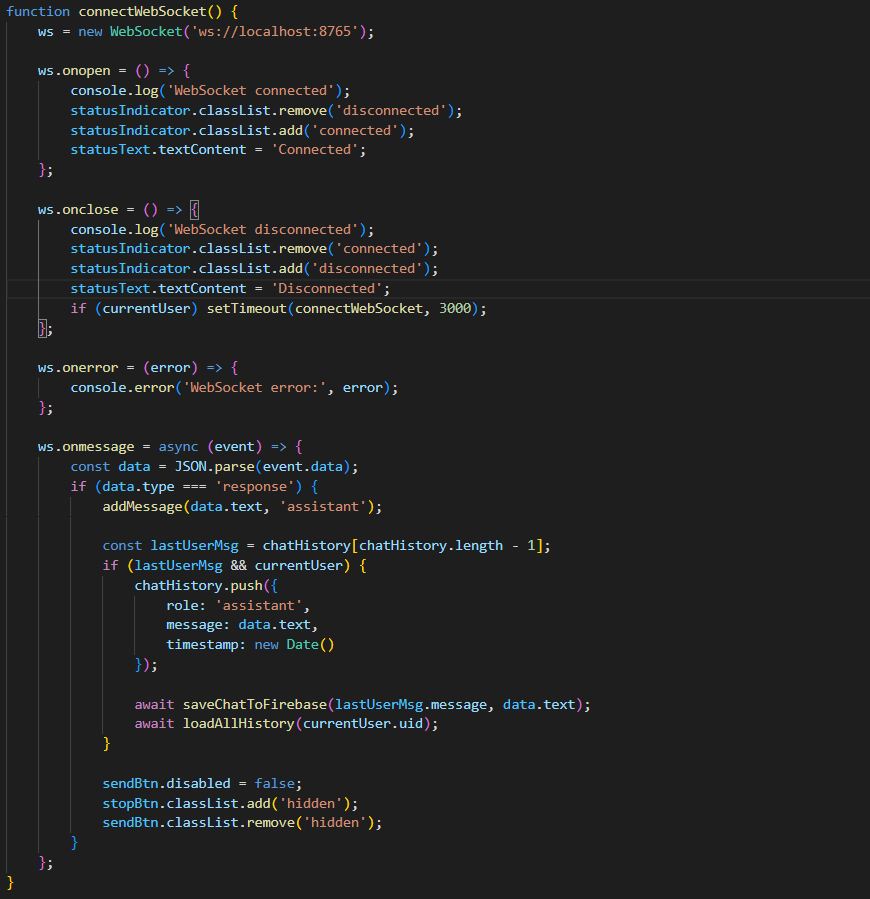 function connectWebSocket() {
    ws = new WebSocket('ws://localhost:8765');

    ws.onopen = () => {
        console.log('WebSocket connected');
        statusIndicator.classList.remove('disconnected');
        statusIndicator.classList.add('connected');
        statusText.textContent = 'Connected';
    };

    ws.onclose = () => {
        console.log('WebSocket disconnected');
        statusIndicator.classList.remove('connected');
        statusIndicator.classList.add('disconnected');
        statusText.textContent = 'Disconnected';
        if (currentUser) setTimeout(connectWebSocket, 3000);
    };

    ws.onerror = (error) => {
        console.error('WebSocket error:', error);
    };

    ws.onmessage = async (event) => {
        const data = JSON.parse(event.data);
        if (data.type === 'response') {
            addMessage(data.text, 'assistant');

            const lastUserMsg = chatHistory[chatHistory.length - 1];
            if (lastUserMsg && currentUser) {
                chatHistory.push({
                    role: 'assistant',
                    message: data.text,
                    timestamp: new Date()
                });

                await saveChatToFirebase(lastUserMsg.message, data.text);
                await loadAllHistory(currentUser.uid);
            }

            sendBtn.disabled = false;
            stopBtn.classList.add('hidden');
            sendBtn.classList.remove('hidden');
        }
    };
}